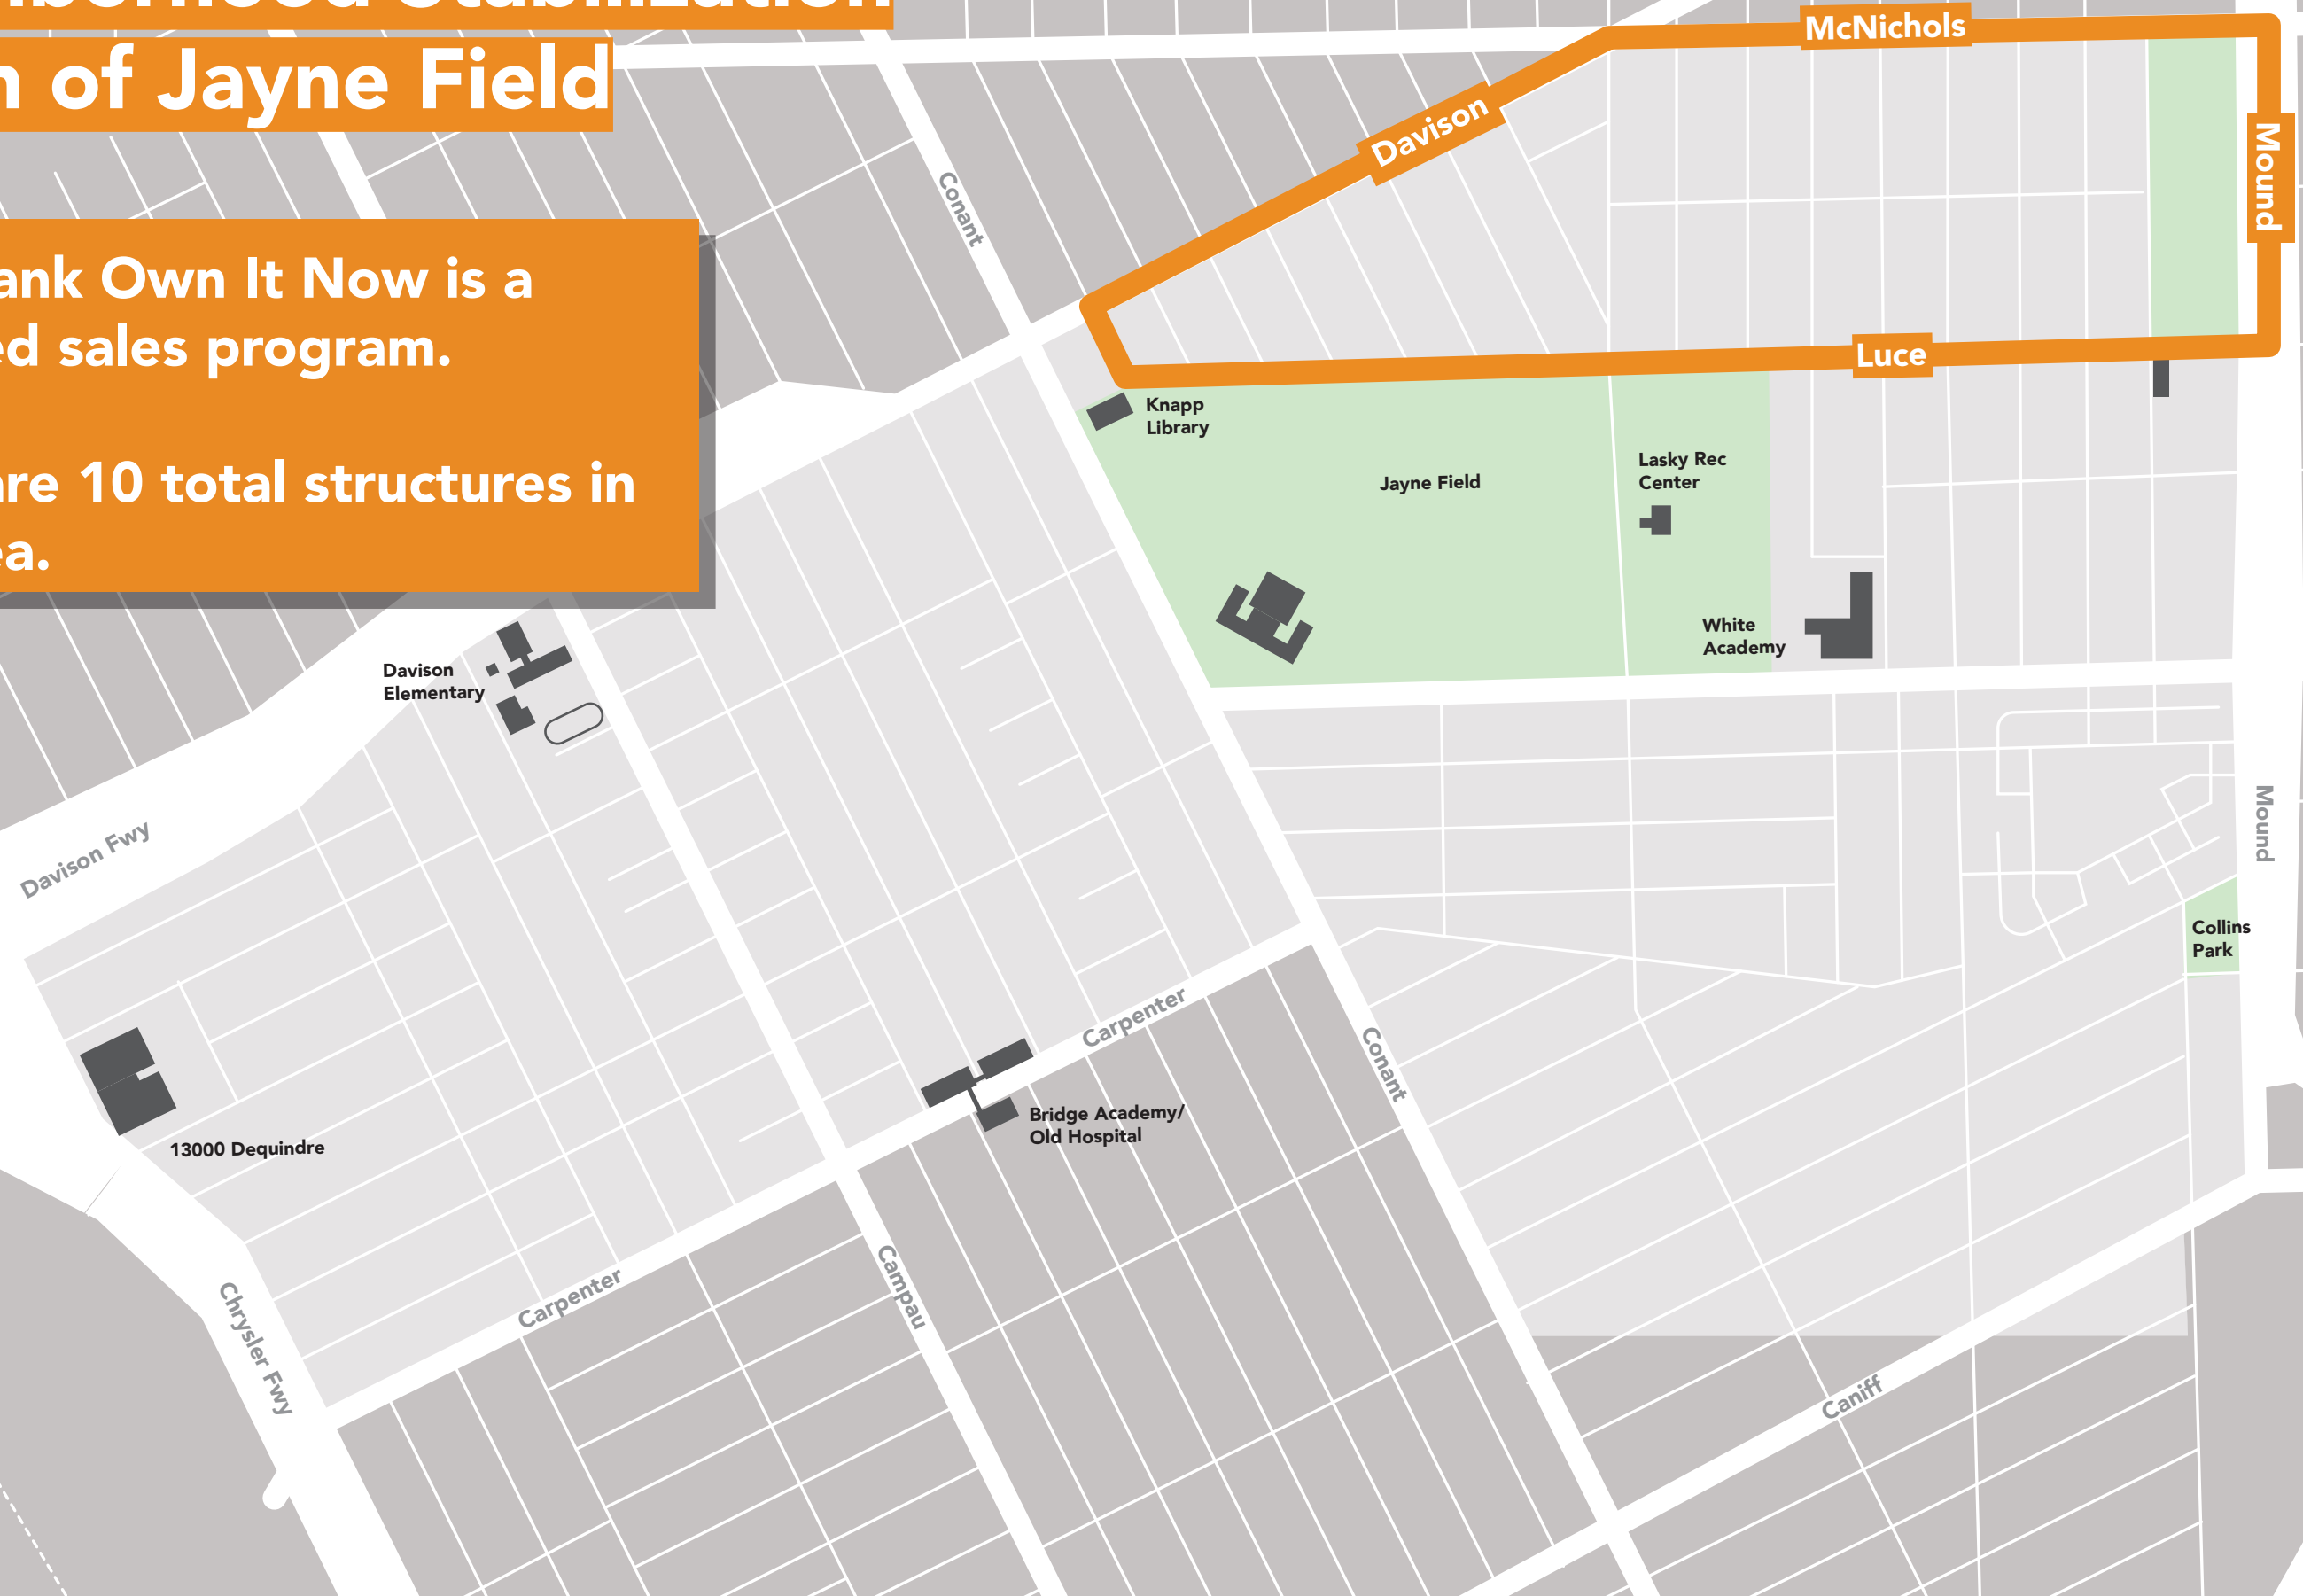 n of Jayne Field
ank Own It Now is a
ed sales program.
are 10 total structures in
ea.
McNichols
Davison
Mound
Luce
Conant
Knapp
Library
Jayne Field
Lasky Rec
Center
White
Academy
Davison
Elementary
Davison Fwy
Mound
Collins
Park
Carpenter
Conant
Bridge Academy/
Old Hospital
13000 Dequindre
Carpenter
Campau
Chrysler Fwy
Caniff